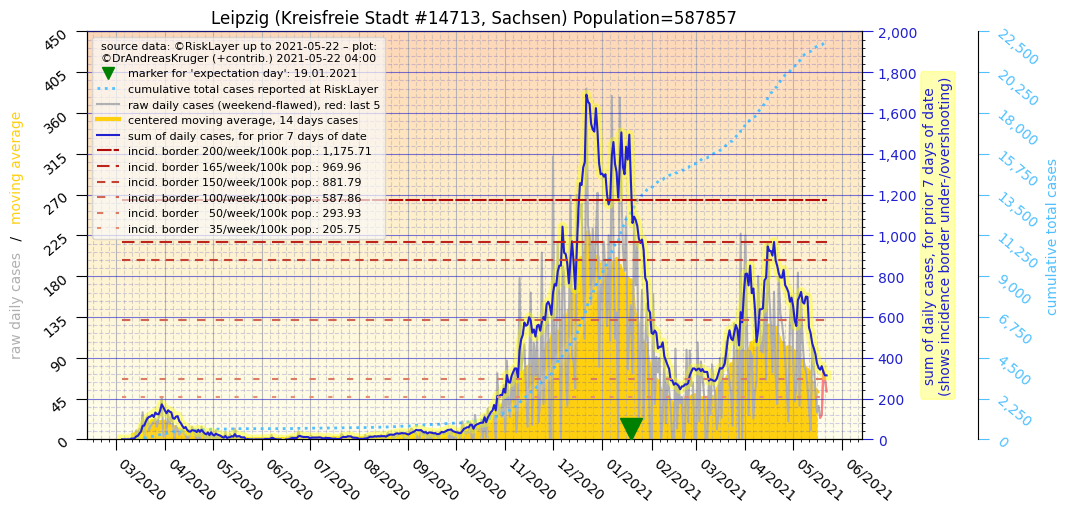 Leipzig (Kreisfreie Stadt #14713, Sachsen) Population=587857
source data: ©RiskLayer up to 2021-05-22 – plot:
©DrAndreasKruger (+contrib.) 2021-05-22 04:00
marker for 'expectation day': 19.01.2021
cumulative total cases reported at RiskLayer
raw daily cases (weekend-flawed), red: last 5
centered moving average, 14 days cases
sum of daily cases, for prior 7 days of date
incid. border 200/week/100k pop.: 1,175.71
incid. border 165/week/100k pop.: 969.96
incid. border 150/week/100k pop.: 881.79
incid. border 100/week/100k pop.: 587.86
incid. border   50/week/100k pop.: 293.93
incid. border   35/week/100k pop.: 205.75
raw daily cases  /  moving average
450
405
360
315
270
225
180
135
90
45
0
03/2020
04/2020
05/2020
06/2020
07/2020
08/2020
09/2020
10/2020
11/2020
12/2020
01/2021
02/2021
03/2021
04/2021
05/2021
06/2021
2,000
1,800
1,600
1,400
1,200
1,000
800
600
400
200
0
sum of daily cases, for prior 7 days of date
(shows incidence border under-/overshooting)
22,500
20,250
18,000
15,750
13,500
11,250
9,000
6,750
4,500
2,250
0
cumulative total cases